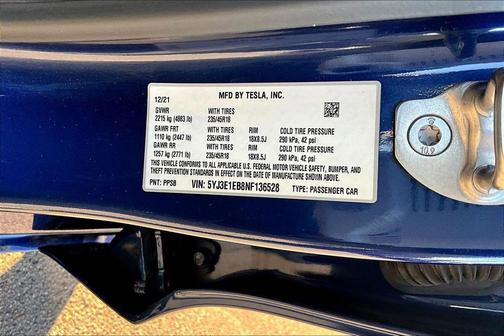 MFD BY TESLA, INC.
12/21
GVWR WITH TIRES
2215 kg (4883 lb) 235/45R18
GAWR FRT WITH TIRES RIM COLD TIRE PRESSURE
1110 kg (2447 lb) 235/45R18 18X8.5J 290 kPa, 42 psi
GAWR RR WITH TIRES RIM COLD TIRE PRESSURE
1257 kg (2771 lb) 235/45R18 18X8.5J 290 kPa, 42 psi
THIS VEHICLE CONFORMS TO ALL APPLICABLE U.S. FEDERAL MOTOR VEHICLE SAFETY, BUMPER, AND
THEFT PREVENTION STANDARDS IN EFFECT ON THE DATE OF MANUFACTURE SHOWN ABOVE.
PNT: PPSB VIN: 5YJ3E1EB8NF136528 TYPE: PASSENGER CAR
10.9